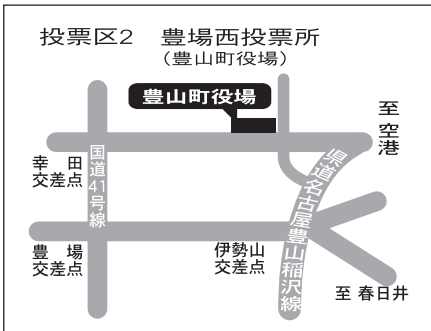 投票区2　豊場西投票所
（豊山町役場）
豊山町役場
至空港
幸田
交差点
国道41号線
県道名古屋豊山稲沢線
豊場
交差点
伊勢山
交差点
至 春日井